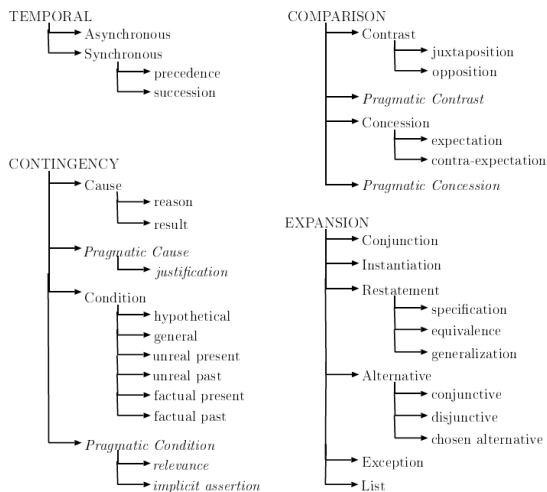 TEMPORAL
Asynchronous
Synchronous
precedence
succession
CONTINGENCY
Cause
reason
result
Pragmatic Cause
justification
Condition
hypothetical
general
unreal present
unreal past
factual present
factual past
Pragmatic Condition
relevance
implicit assertion
COMPARISON
Contrast
juxtaposition
opposition
Pragmatic Contrast
Concession
expectation
contra-expectation
Pragmatic Concession
EXPANSION
Conjunction
Instantiation
Restatement
specification
equivalence
generalization
Alternative
conjunctive
disjunctive
chosen alternative
Exception
List